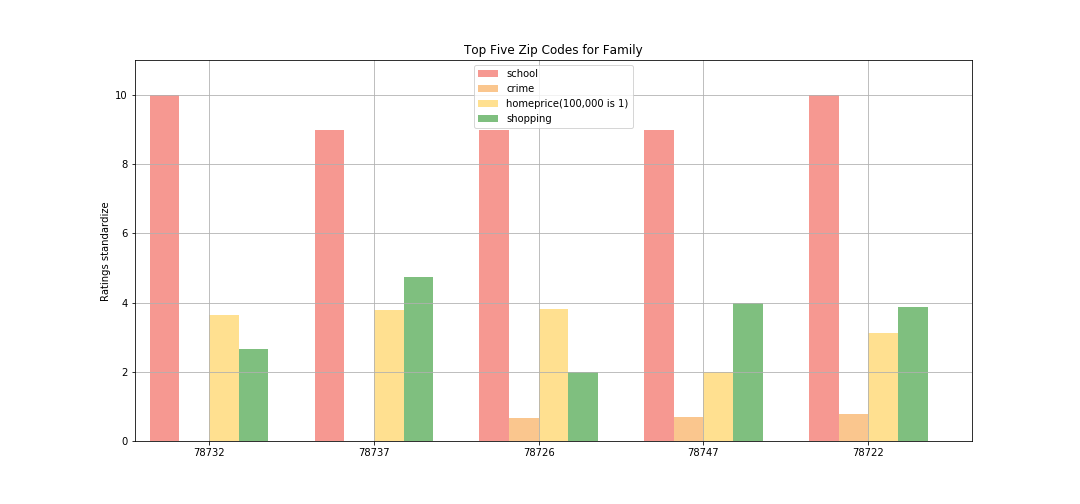 Top Five Zip Codes for Family
school
crime
homeprice(100,000 is 1)
shopping
Ratings standardize
10
8
6
4
2
0
78732
78737
78726
78747
78722